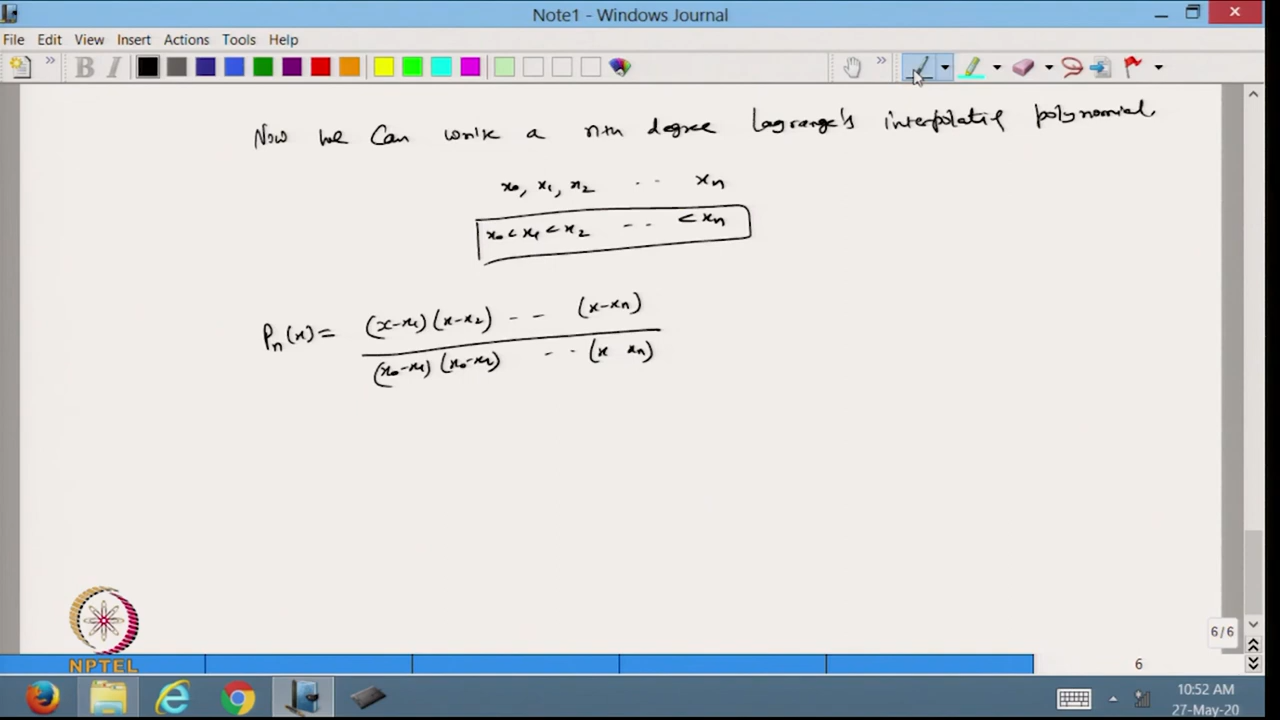 Note1 - Windows Journal
File Edit View Insert Actions Tools Help
Now we can write a nth degree Lagrange's interpolating polynomial.
x₀, x₁, x₂ .. xₙ
x₀ < x₁ < x₂ -- < xₙ
Pₙ(x) = (x-x₁)(x-x₂) -- (x-xₙ)
(x₀-x₁)(x₀-x₂) -.. (x xₙ)
6/6
NPTEL
6
10:52 AM
27-May-20